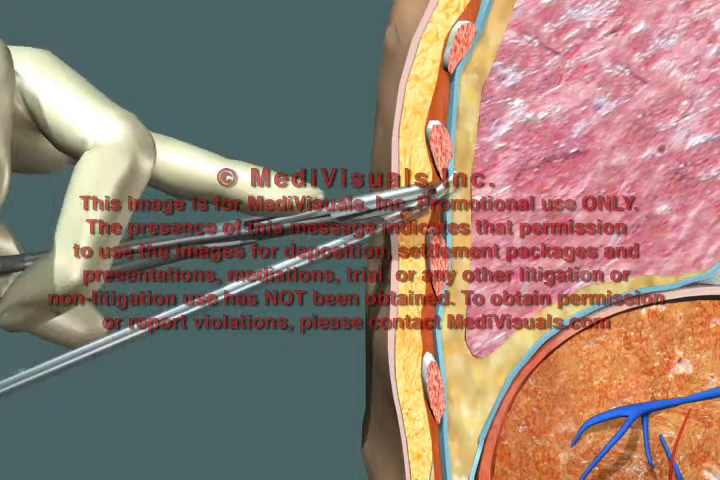 © MediVisuals, Inc.
This image is for MediVisuals, Inc. Promotional use ONLY.
The presence of this message indicates that permission
to use the images for deposition, settlement packages and
presentations, mediations, trial, or any other litigation or
non-litigation use has NOT been obtained. To obtain permission
or report violations, please contact MediVisuals.com